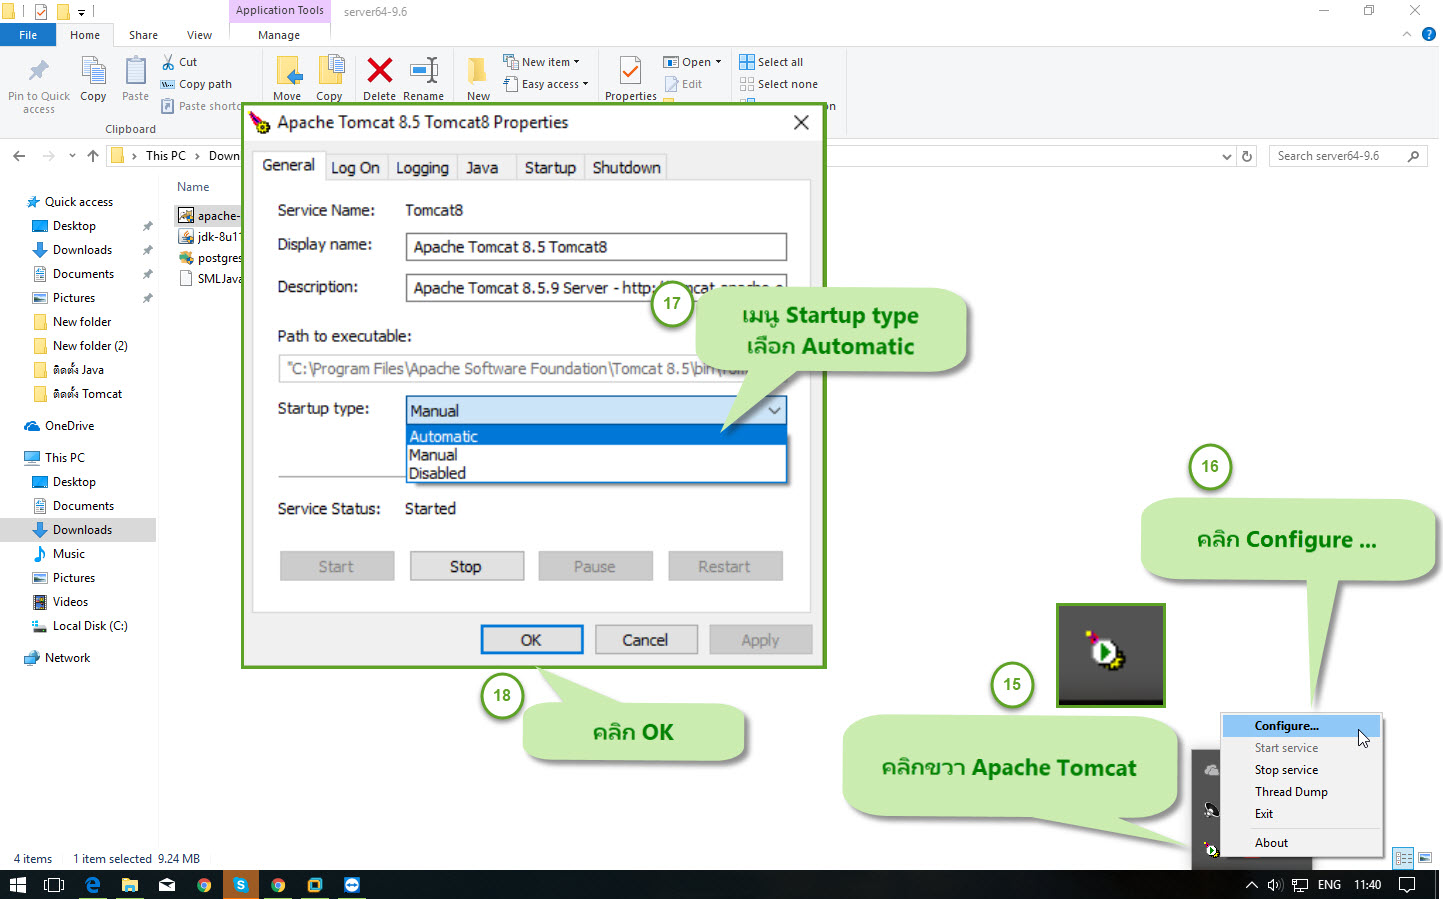 Application Tools
server64-9.6
File
Home
Share
View
Manage
Pin to Quick access
Copy
Paste
Cut
Copy path
Paste shortc
Clipboard
Move
Copy
Delete
Rename
New
New item
Easy access
Properties
Open
Edit
Select all
Select none
on
This PC
Down
Search server64-9.6
Name
apache-
jdk-8u11
postgres
SMLJava
Quick access
Desktop
Downloads
Documents
Pictures
New folder
New folder (2)
ติดตั้ง Java
ติดตั้ง Tomcat
OneDrive
This PC
Desktop
Documents
Downloads
Music
Pictures
Videos
Local Disk (C:)
Network
Apache Tomcat 8.5 Tomcat8 Properties
General
Log On
Logging
Java
Startup
Shutdown
Service Name:
Tomcat8
Display name:
Apache Tomcat 8.5 Tomcat8
Description:
Apache Tomcat 8.5.9 Server - http:
17
เมนู Startup type
เลือก Automatic
Path to executable:
"C:\Program Files\Apache Software Foundation\Tomcat 8.5\bin
Startup type:
Manual
Automatic
Manual
Disabled
Service Status:
Started
Start
Stop
Pause
Restart
OK
Cancel
Apply
18
คลิก OK
16
คลิก Configure ...
15
คลิกขวา Apache Tomcat
Configure...
Start service
Stop service
Thread Dump
Exit
About
4 items
1 item selected 9.24 MB
ENG
11:40